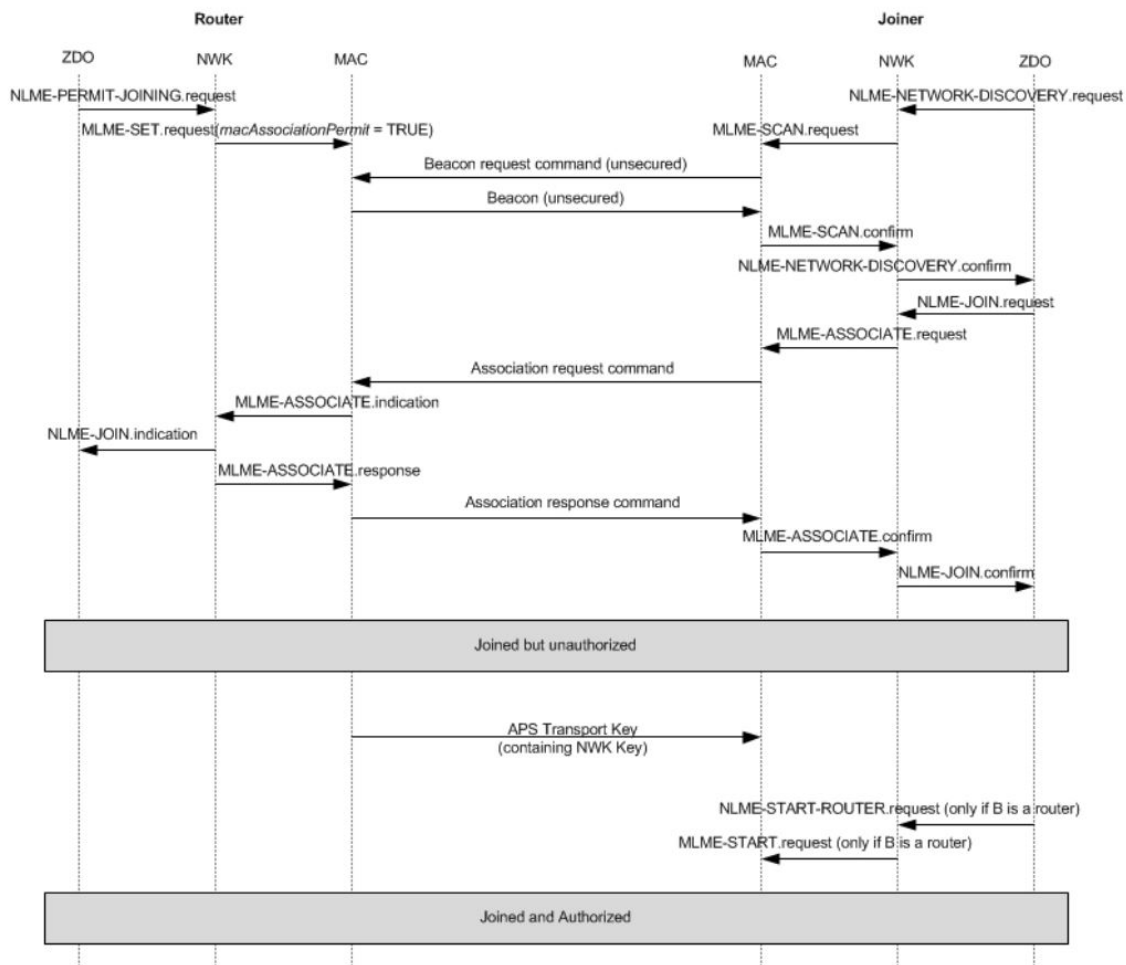 Router
Joiner
ZDO
NWK
MAC
MAC
NWK
ZDO
NLME-PERMIT-JOINING.request
NLME-NETWORK-DISCOVERY.request
MLME-SET.request(macAssociationPermit = TRUE)
MLME-SCAN.request
Beacon request command (unsecured)
Beacon (unsecured)
MLME-SCAN.confirm
NLME-NETWORK-DISCOVERY.confirm
NLME-JOIN.request
MLME-ASSOCIATE.request
Association request command
MLME-ASSOCIATE.indication
NLME-JOIN.indication
MLME-ASSOCIATE.response
Association response command
MLME-ASSOCIATE.confirm
NLME-JOIN.confirm
Joined but unauthorized
APS Transport Key
(containing NWK Key)
NLME-START-ROUTER.request (only if B is a router)
MLME-START.request (only if B is a router)
Joined and Authorized